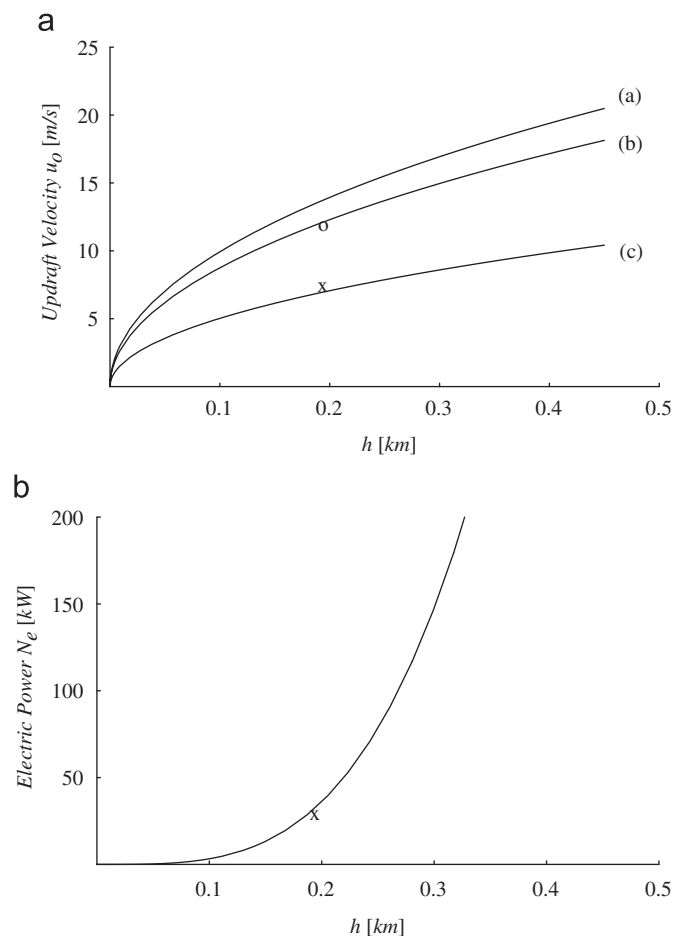 a
25
20
15
10
5
Updraft Velocity uo [m/s]
(a)
(b)
(c)
o
x
0.1 0.2 0.3 0.4 0.5
h [km]
b
200
150
100
50
Electric Power Ne [kW]
x
0.1 0.2 0.3 0.4 0.5
h [km]